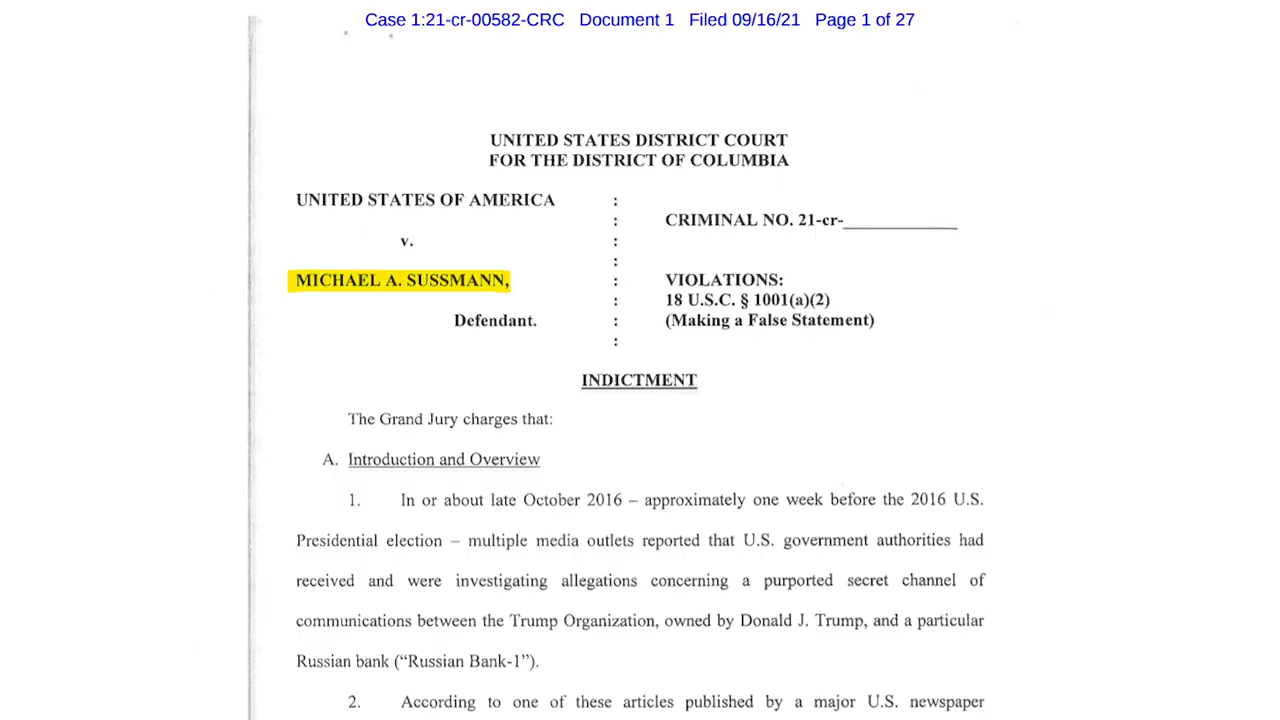 Case 1:21-cr-00582-CRC Document 1 Filed 09/16/21 Page 1 of 27
UNITED STATES DISTRICT COURT
FOR THE DISTRICT OF COLUMBIA
UNITED STATES OF AMERICA :
: CRIMINAL NO. 21-cr-____________
v. :
:
MICHAEL A. SUSSMANN, : VIOLATIONS:
: 18 U.S.C. § 1001(a)(2)
Defendant. : (Making a False Statement)
:
INDICTMENT
The Grand Jury charges that:
A. Introduction and Overview
1. In or about late October 2016 – approximately one week before the 2016 U.S.
Presidential election – multiple media outlets reported that U.S. government authorities had
received and were investigating allegations concerning a purported secret channel of
communications between the Trump Organization, owned by Donald J. Trump, and a particular
Russian bank (“Russian Bank-1”).
2. According to one of these articles published by a major U.S. newspaper